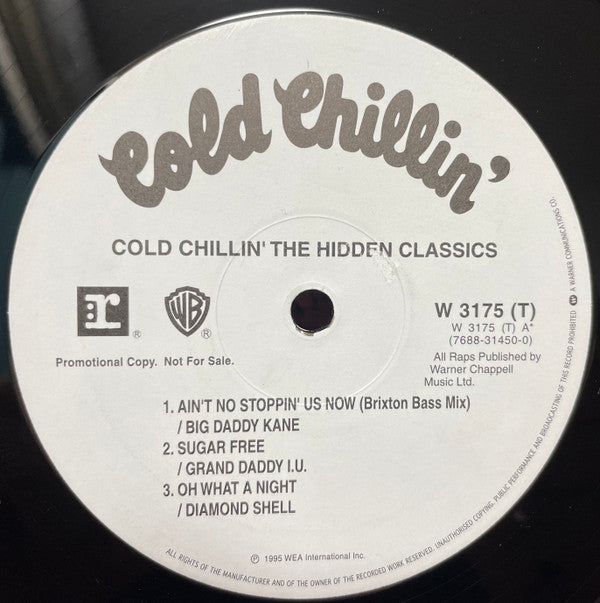 Cold Chillin'
COLD CHILLIN' THE HIDDEN CLASSICS
r ® WB ®
W 3175 (T)
W 3175 (T) A*
(7688-31450-0)
Promotional Copy. Not For Sale.
All Raps Published by
Warner Chappell
Music Ltd.
1. AIN'T NO STOPPIN' US NOW (Brixton Bass Mix)
/ BIG DADDY KANE
2. SUGAR FREE
/ GRAND DADDY I.U.
3. OH WHAT A NIGHT
/ DIAMOND SHELL
℗ 1995 WEA International Inc.
ALL RIGHTS OF THE MANUFACTURER AND OF THE OWNER OF THE RECORDED WORK RESERVED. UNAUTHORISED COPYING, PUBLIC PERFORMANCE AND BROADCASTING OF THIS RECORD PROHIBITED A WARNER COMMUNICATIONS CO.